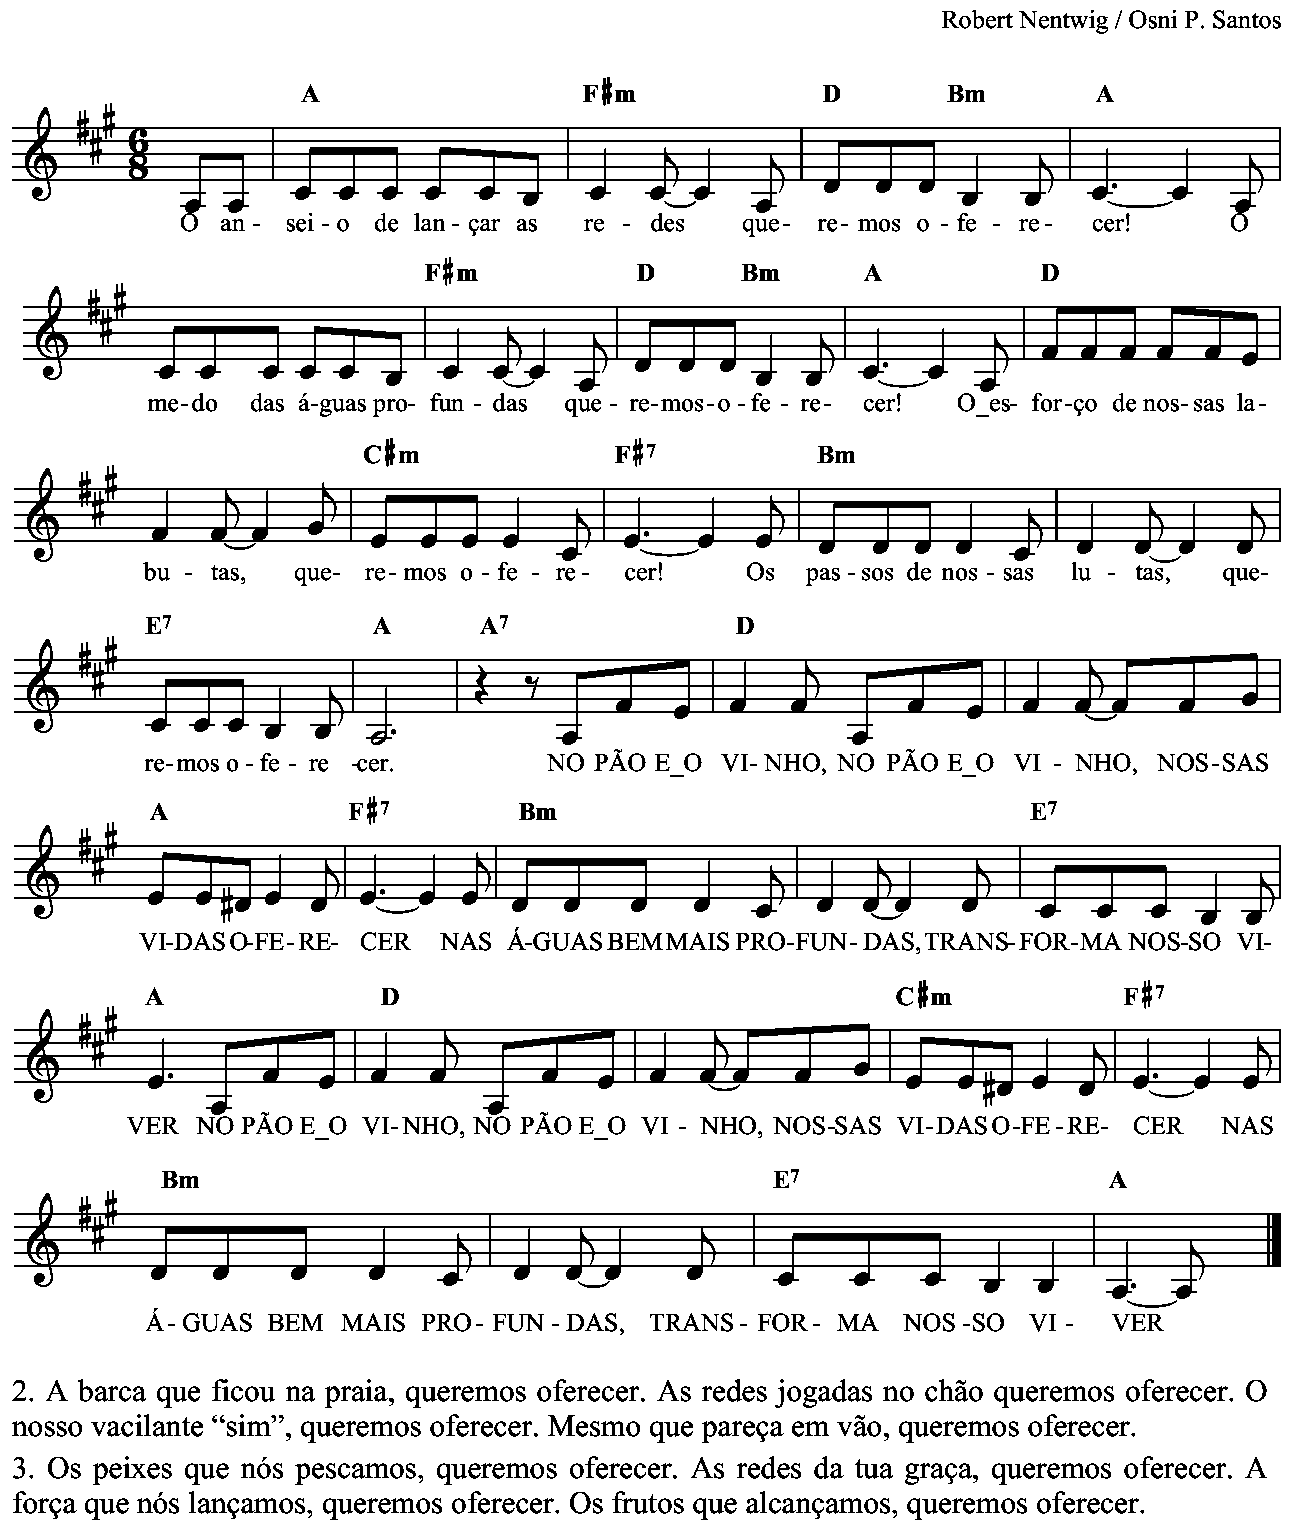 Robert Nentwig / Osni P. Santos
A F#m D Bm A
6
8
O an- sei - o de lan - çar as re - des que- re- mos o - fe - re- cer! O
F#m D Bm A D
me-do das á-guas pro- fun - das que - re-mos-o - fe - re- cer! O_es- for-ço de nos-sas la-
C#m F#7 Bm
bu - tas, que- re-mos o - fe - re- cer! Os pas-sos de nos-sas lu - tas, que-
E7 A A7 D
re-mos o - fe - re -cer. NO PÃO E_O VI- NHO, NO PÃO E_O VI - NHO, NOS-SAS
A F#7 Bm E7
VI-DAS O-FE-RE- CER NAS Á-GUAS BEM MAIS PRO-FUN - DAS, TRANS-FOR-MA NOS-SO VI-
A D C#m F#7
VER NO PÃO E_O VI-NHO, NO PÃO E_O VI - NHO, NOS-SAS VI-DAS O-FE-RE- CER NAS
Bm E7 A
Á-GUAS BEM MAIS PRO-FUN - DAS, TRANS-FOR- MA NOS-SO VI- VER
2. A barca que ficou na praia, queremos oferecer. As redes jogadas no chão queremos oferecer. O
nosso vacilante “sim”, queremos oferecer. Mesmo que pareça em vão, queremos oferecer.
3. Os peixes que nós pescamos, queremos oferecer. As redes da tua graça, queremos oferecer. A
força que nós lançamos, queremos oferecer. Os frutos que alcançamos, queremos oferecer.